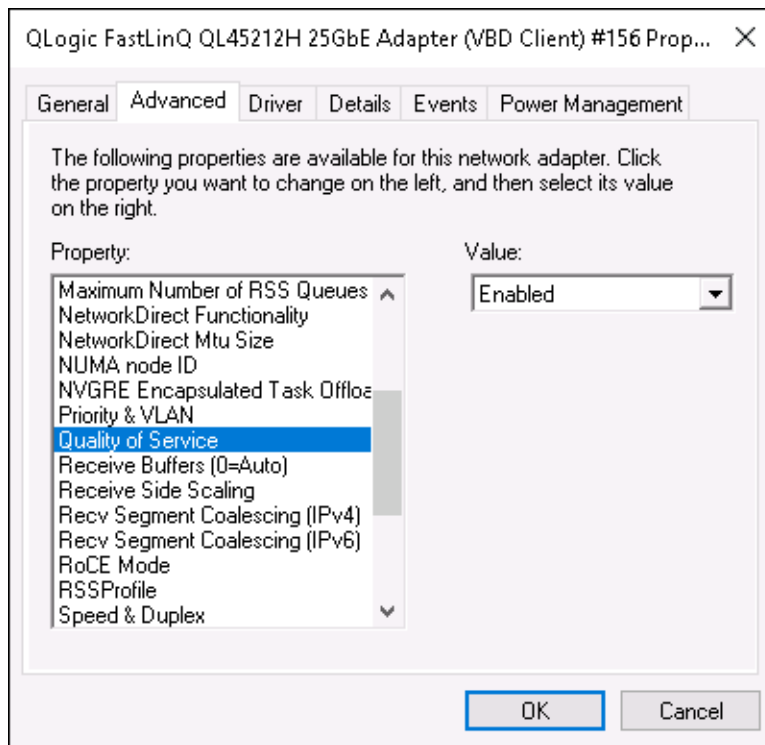 QLogic FastLinQ QL45212H 25GbE Adapter (VBD Client) #156 Prop...
General Advanced Driver Details Events Power Management
The following properties are available for this network adapter. Click
the property you want to change on the left, and then select its value
on the right.
Property:
Value:
Maximum Number of RSS Queues
NetworkDirect Functionality
NetworkDirect Mtu Size
NUMA node ID
NVGRE Encapsulated Task Offloa
Priority & VLAN
Quality of Service
Receive Buffers (0=Auto)
Receive Side Scaling
Recv Segment Coalescing (IPv4)
Recv Segment Coalescing (IPv6)
RoCE Mode
RSSProfile
Speed & Duplex
Enabled
OK
Cancel